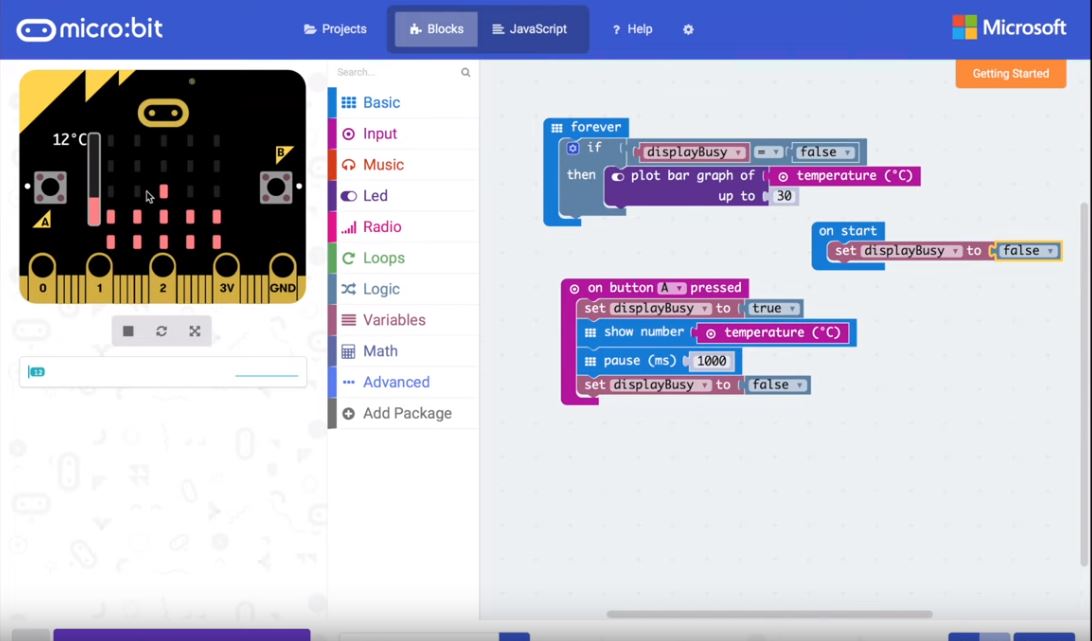 micro:bit
Projects
Blocks
JavaScript
? Help
Microsoft
Getting Started
12°C
B
A
0 1 2 3V GND
12
Search...
Basic
Input
Music
Led
Radio
Loops
Logic
Variables
Math
Advanced
Add Package
forever
if displayBusy = false
then plot bar graph of temperature (°C)
up to 30
on start
set displayBusy to false
on button A pressed
set displayBusy to true
show number temperature (°C)
pause (ms) 1000
set displayBusy to false